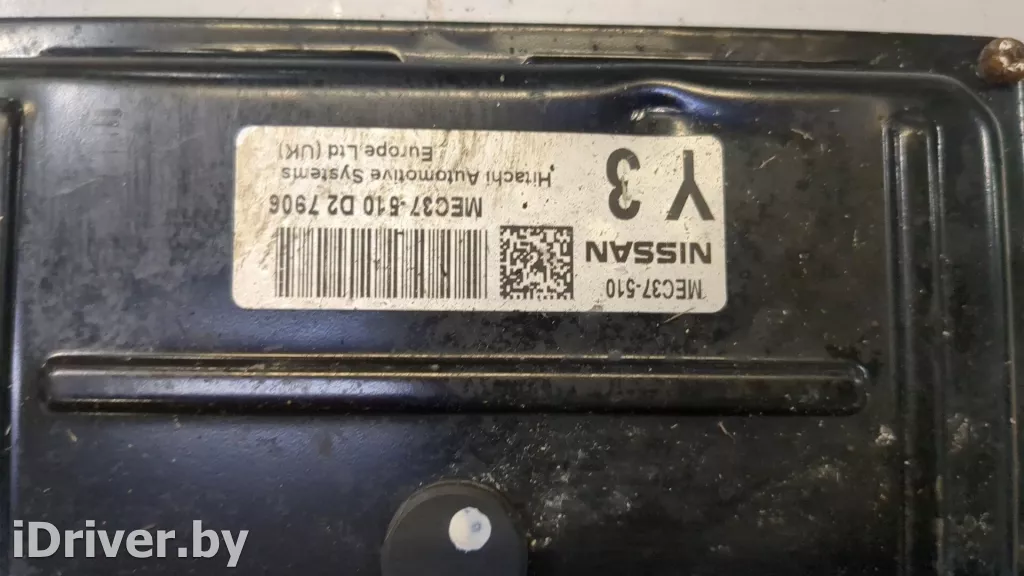 MEC37-510
NISSAN
Y 3
MEC37-510 D2 7906
Hitachi Automotive Systems
Europe Ltd (UK)
iDriver.by